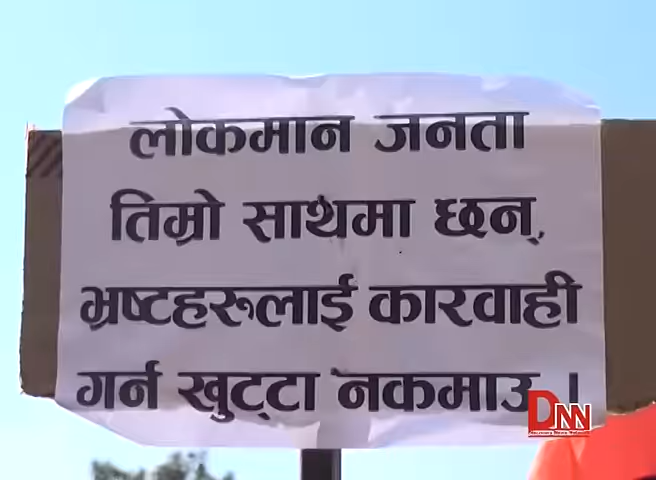 लोकमान जनता
तिम्रो साथमा छन्,
भ्रष्टहरूलाई कारवाही
गर्न खुट्टा नकमाउ ।
DNN